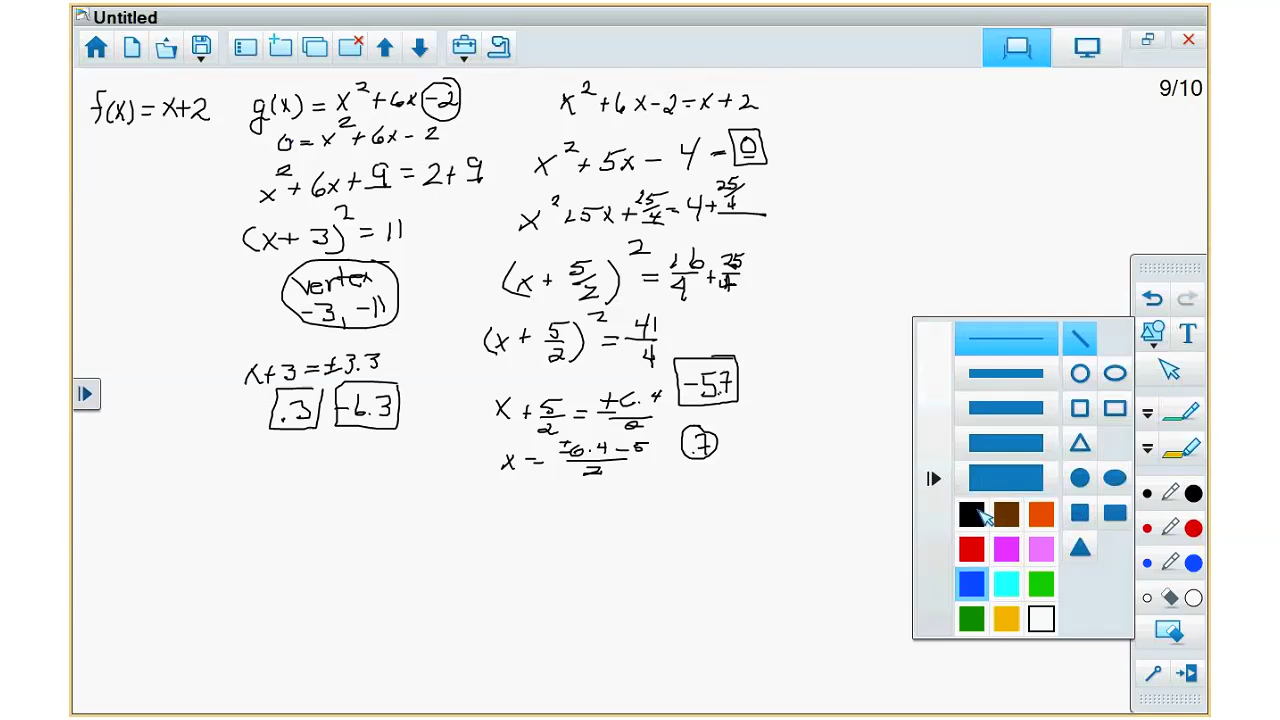 Untitled
9/10
f(x) = x+2
g(x) = x² + 6x - 2
0 = x² + 6x - 2
x² + 6x + 9 = 2 + 9
(x + 3)² = 11
vertex
-3, -11
x+3 = ±3.3
.3
-6.3
x² + 6x - 2 = x + 2
x² + 5x - 4 = 0
x² + 5x + 25/4 = 4 + 25/4
(x + 5/2)² = 16/4 + 25/4
(x + 5/2)² = 41/4
x + 5/2 = ±6.4/2
x = ±6.4 - 5/2
-5.7
.7
T